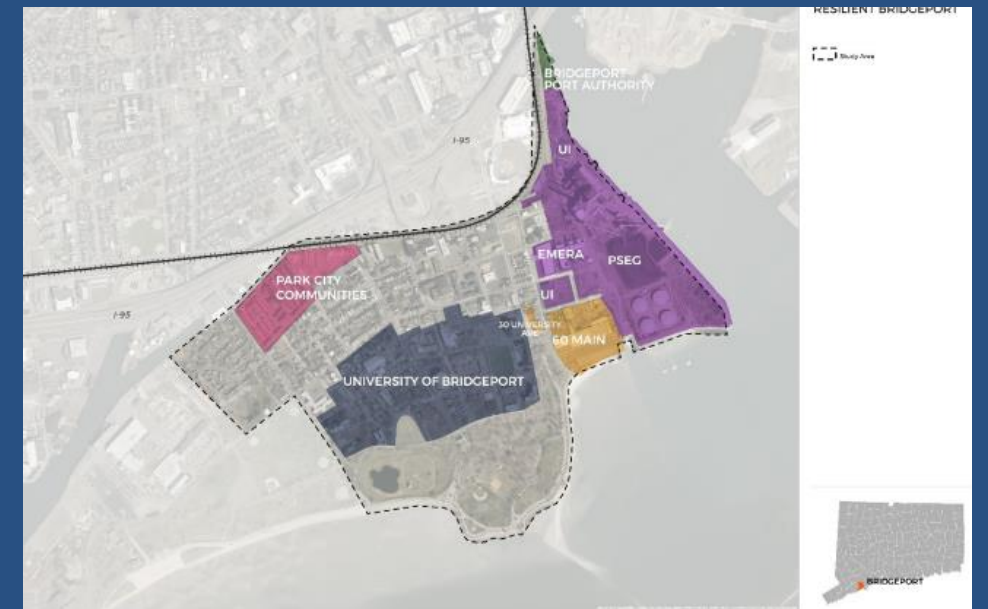 RESILIENT BRIDGEPORT
Study Area
BRIDGEPORT
PORT AUTHORITY
I-95
UI
EMERA
PSEG
PARK CITY
COMMUNITIES
UI
I-95
30 UNIVERSITY
AVE
60 MAIN
UNIVERSITY OF BRIDGEPORT
BRIDGEPORT